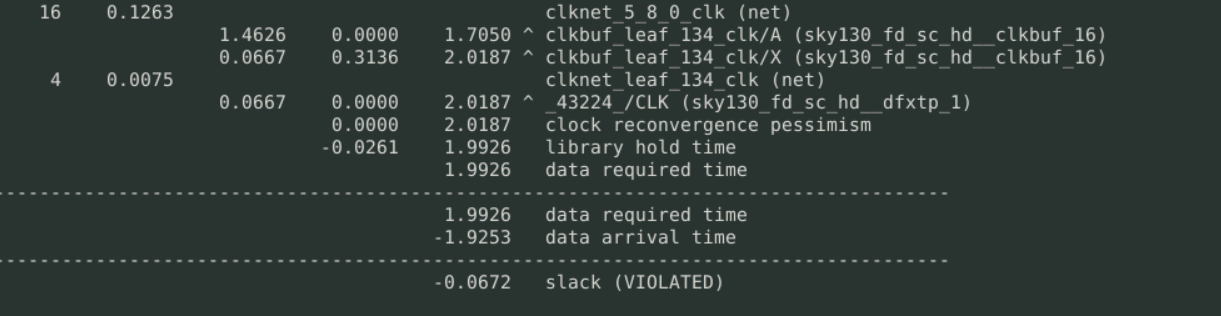 16 0.1263 clknet_5_8_0_clk (net)
1.4626 0.0000 1.7050 ^ clkbuf_leaf_134_clk/A (sky130_fd_sc_hd__clkbuf_16)
0.0667 0.3136 2.0187 ^ clkbuf_leaf_134_clk/X (sky130_fd_sc_hd__clkbuf_16)
4 0.0075 clknet_leaf_134_clk (net)
0.0667 0.0000 2.0187 ^ _43224_/CLK (sky130_fd_sc_hd__dfxtp_1)
0.0000 2.0187 clock reconvergence pessimism
-0.0261 1.9926 library hold time
1.9926 data required time
-------------------------------------------------------------------------------------
1.9926 data required time
-1.9253 data arrival time
-------------------------------------------------------------------------------------
-0.0672 slack (VIOLATED)